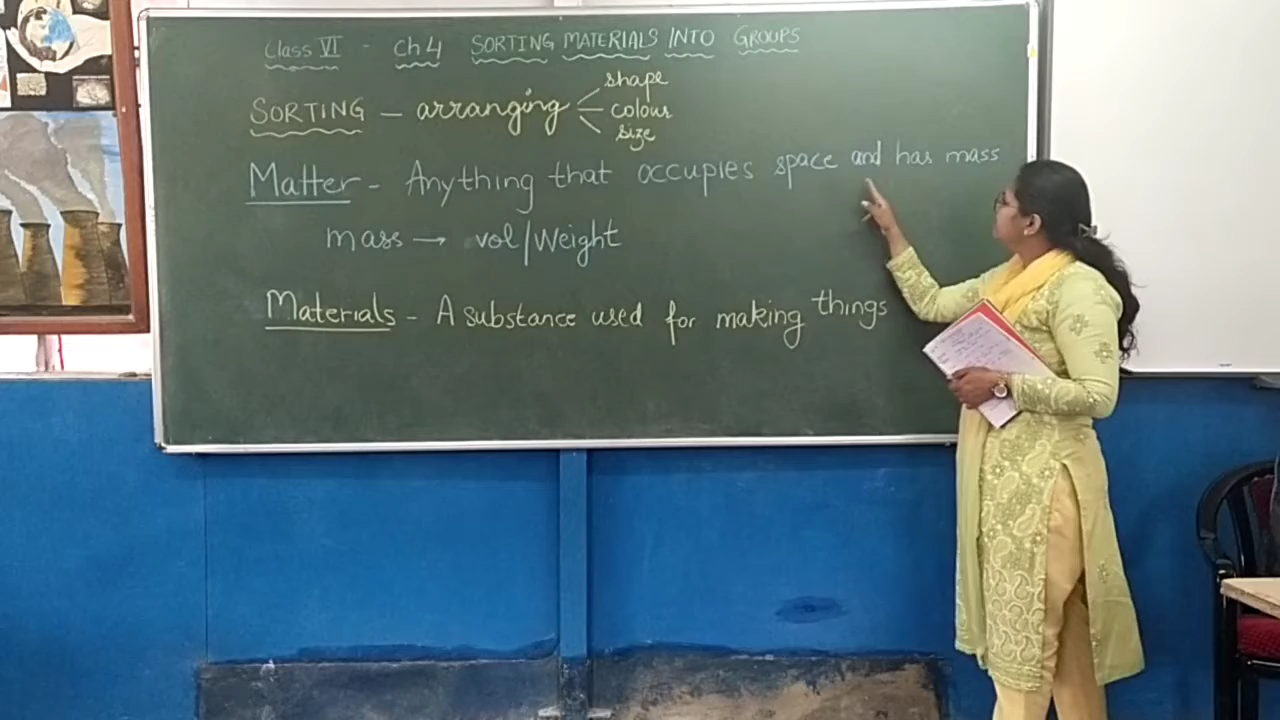 Class VI - Ch 4 SORTING MATERIALS INTO GROUPS
SORTING - arranging
shape
colour
size
Matter - Anything that occupies space and has mass
mass → vol/Weight
Materials - A substance used for making things